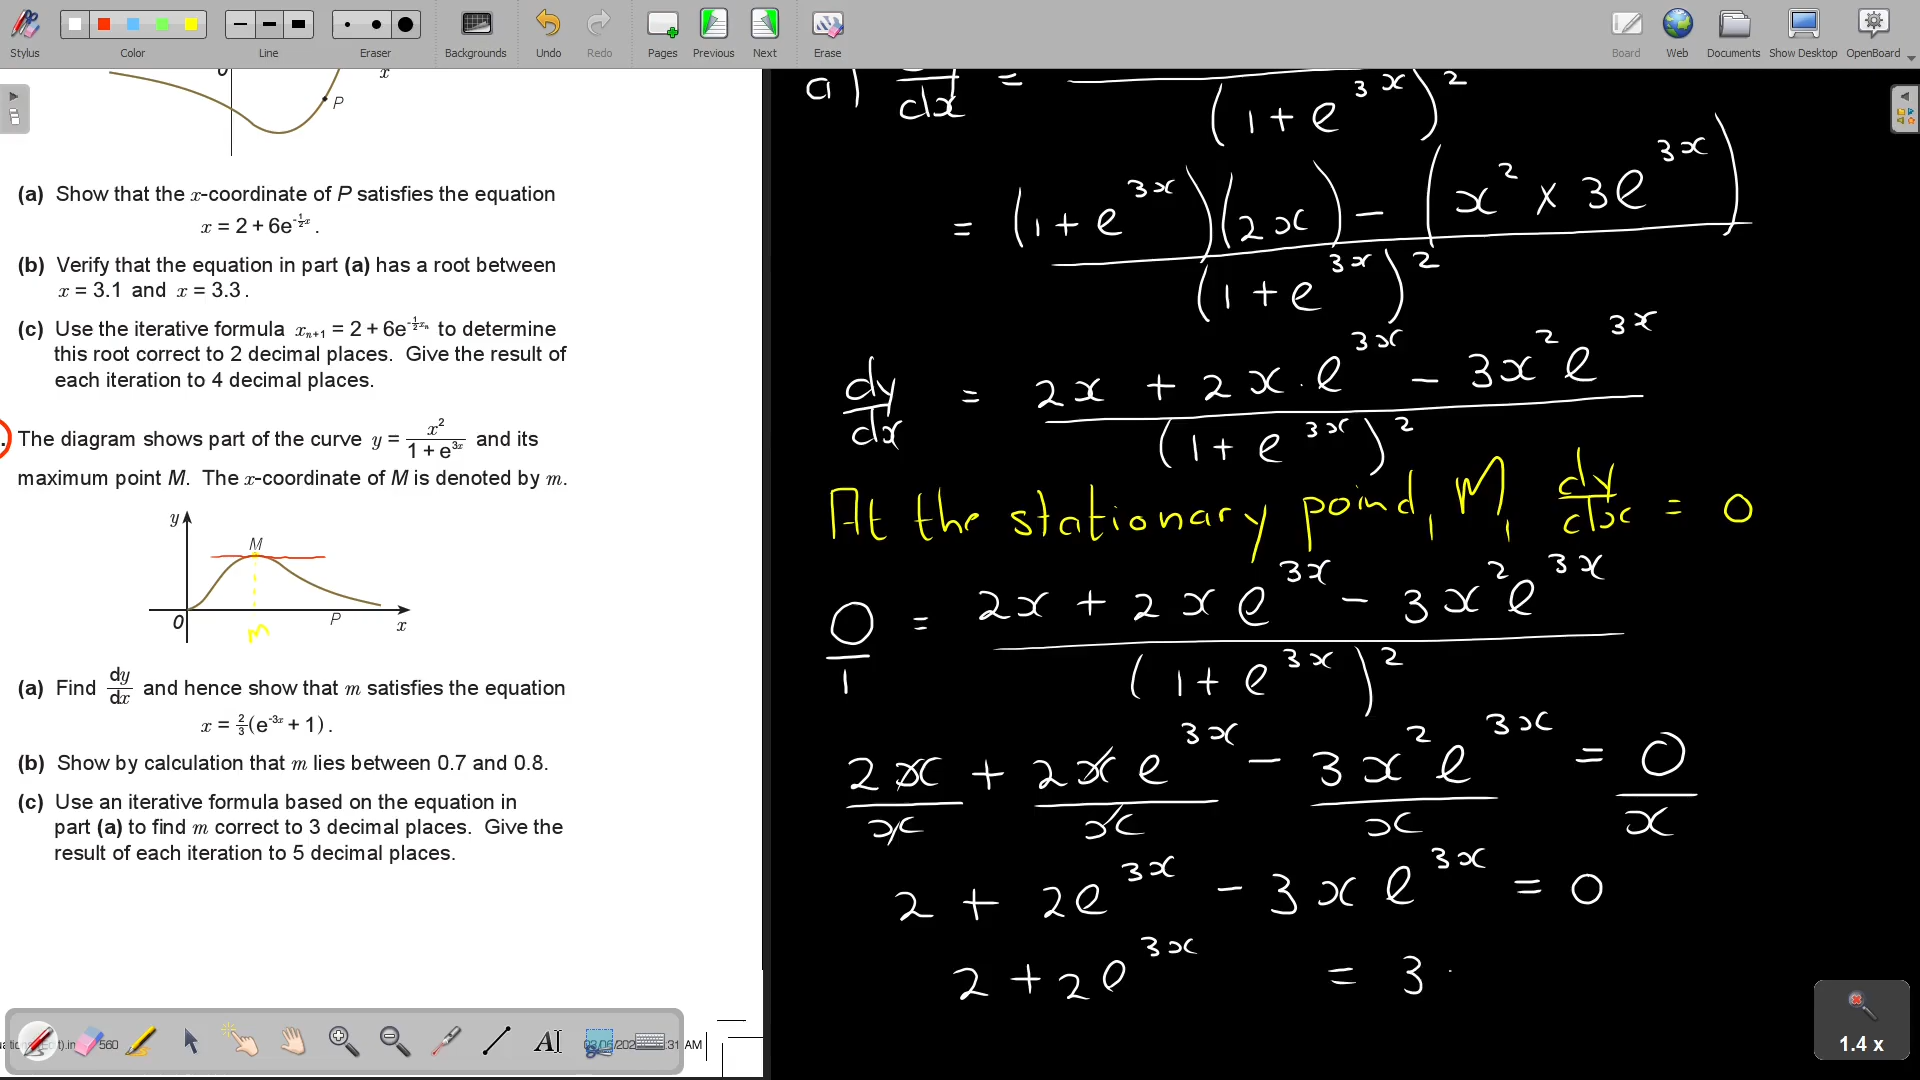 Stylus Color Line Eraser Backgrounds Undo Redo Pages Previous Next Erase Board Web Documents Show Desktop OpenBoard
0 x
P
(a) Show that the x-coordinate of P satisfies the equation
x = 2 + 6e^{-½x}.
(b) Verify that the equation in part (a) has a root between
x = 3.1 and x = 3.3.
(c) Use the iterative formula x_{n+1} = 2 + 6e^{-½x_n} to determine
this root correct to 2 decimal places. Give the result of
each iteration to 4 decimal places.
The diagram shows part of the curve y = x²/(1 + e^{3x}) and its
maximum point M. The x-coordinate of M is denoted by m.
y
M
0 P x
m
(a) Find dy/dx and hence show that m satisfies the equation
x = ⅔(e^{-3x} + 1).
(b) Show by calculation that m lies between 0.7 and 0.8.
(c) Use an iterative formula based on the equation in
part (a) to find m correct to 3 decimal places. Give the
result of each iteration to 5 decimal places.
560 AM
a) dy/dx = /(1 + e^{3x})²
= (1 + e^{3x})(2x) - (x² × 3e^{3x}) / (1 + e^{3x})²
dy/dx = 2x + 2x.e^{3x} - 3x²e^{3x} / (1 + e^{3x})²
At the stationary point, M, dy/dx = 0
0/1 = 2x + 2xe^{3x} - 3x²e^{3x} / (1 + e^{3x})²
2x/x + 2xe^{3x}/x - 3x²e^{3x}/x = 0/x
2 + 2e^{3x} - 3xe^{3x} = 0
2 + 2e^{3x} = 3
1.4 x